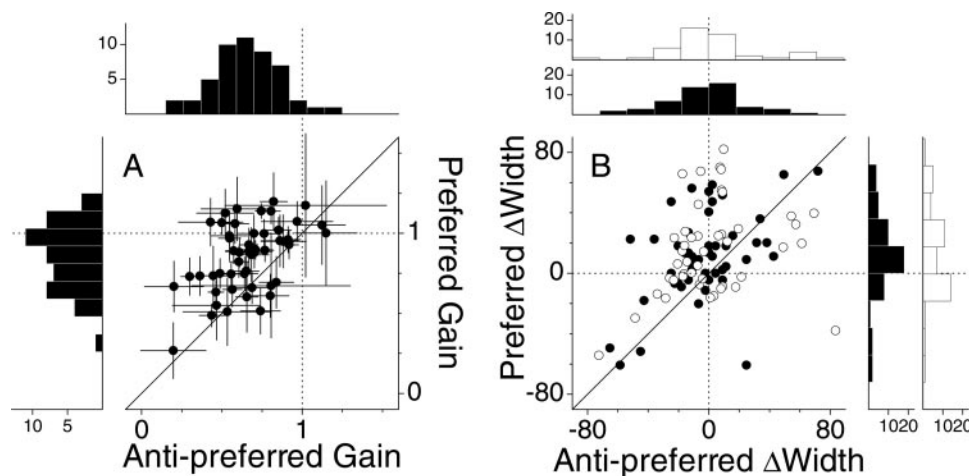 10
5
A
Preferred Gain
1
0
10 5
0 1
Anti-preferred Gain
20
10
20
10
B
Preferred ΔWidth
80
0
-80
-80 0 80
Anti-preferred ΔWidth
1020 1020